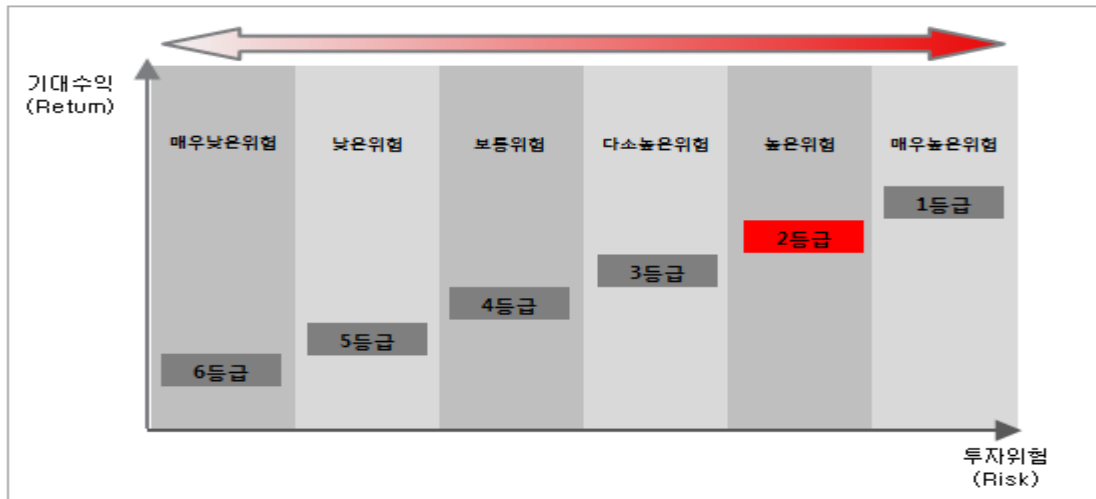 기대수익
(Retum)
매우낮은위험 낮은위험 보통위험 다소높은위험 높은위험 매우높은위험
1등급
2등급
3등급
4등급
5등급
6등급
투자위험
(Risk)